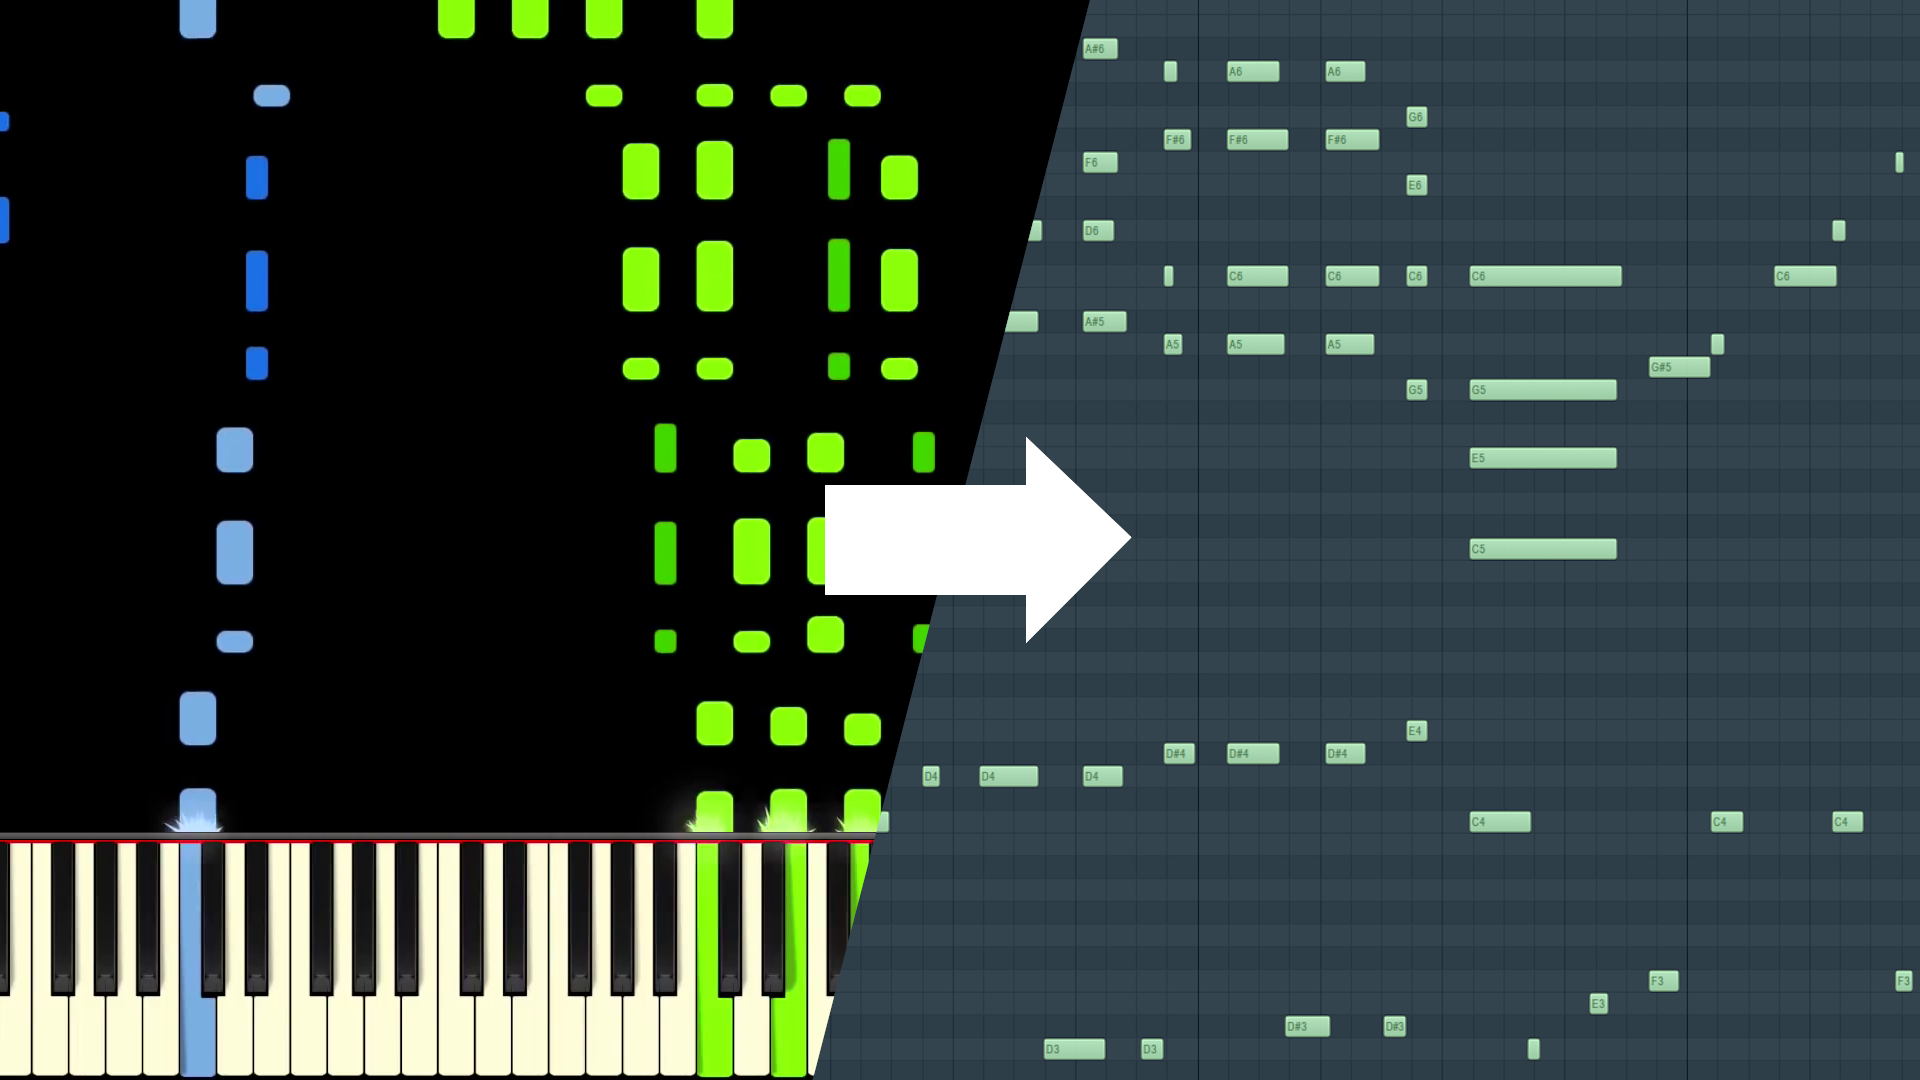 A#6
A6 A6
G6
F#6 F#6 F#6
F6
E6
D6
C6 C6 C6 C6 C6
A#5
A5 A5 A5
G#5
G5 G5
E5
C5
E4
D#4 D#4 D#4
D4 D4 D4
C4 C4 C4
F3 F3
E3
D#3 D#3
D3 D3